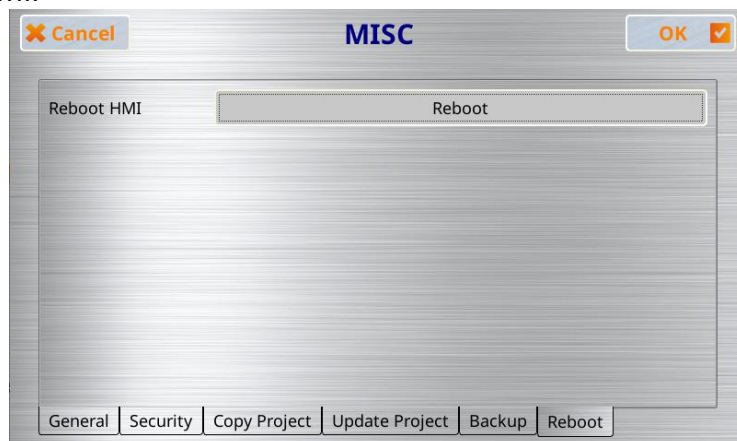 Cancel
MISC
OK
Reboot HMI
Reboot
General
Security
Copy Project
Update Project
Backup
Reboot